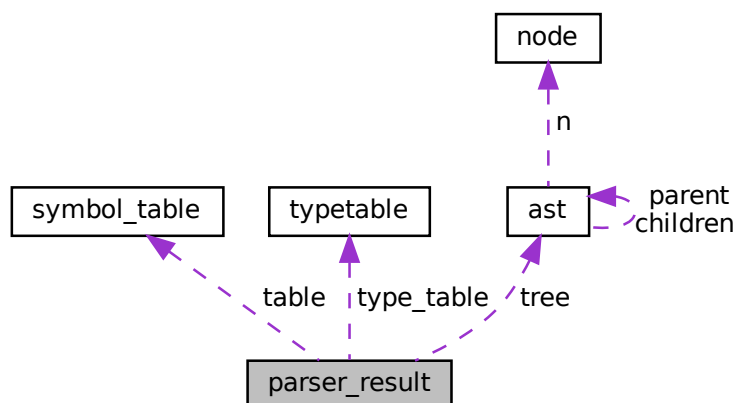 node
n
symbol_table
typetable
ast
parent
children
table
type_table
tree
parser_result